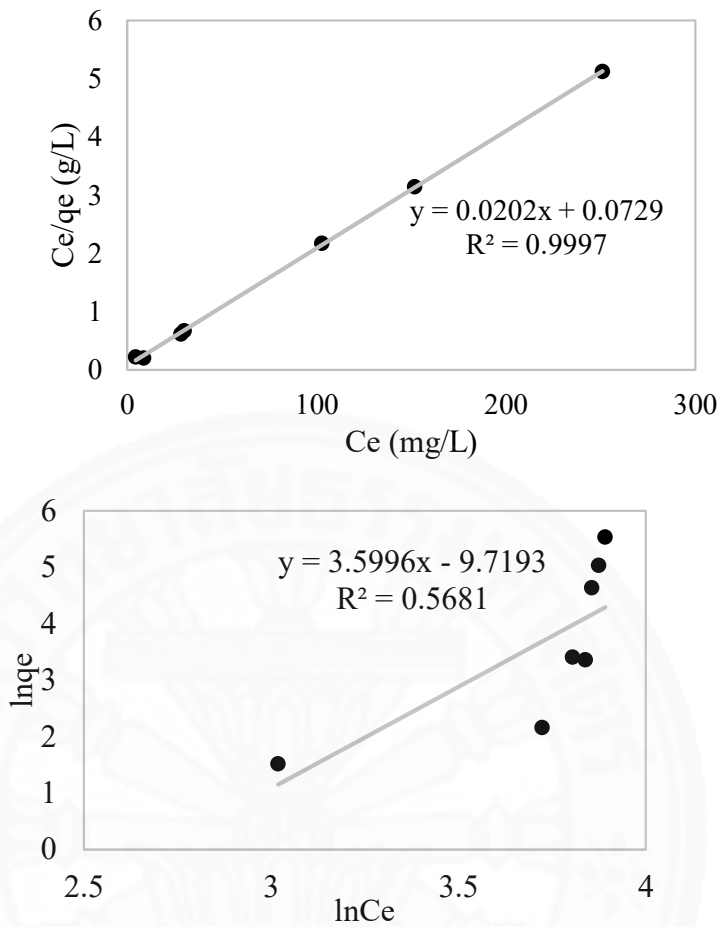 6
5
4
3
2
1
0
Ce/qe (g/L)
y = 0.0202x + 0.0729
R² = 0.9997
0 100 200 300
Ce (mg/L)
6
5
4
3
2
1
0
lnqe
y = 3.5996x - 9.7193
R² = 0.5681
2.5 3 3.5 4
lnCe